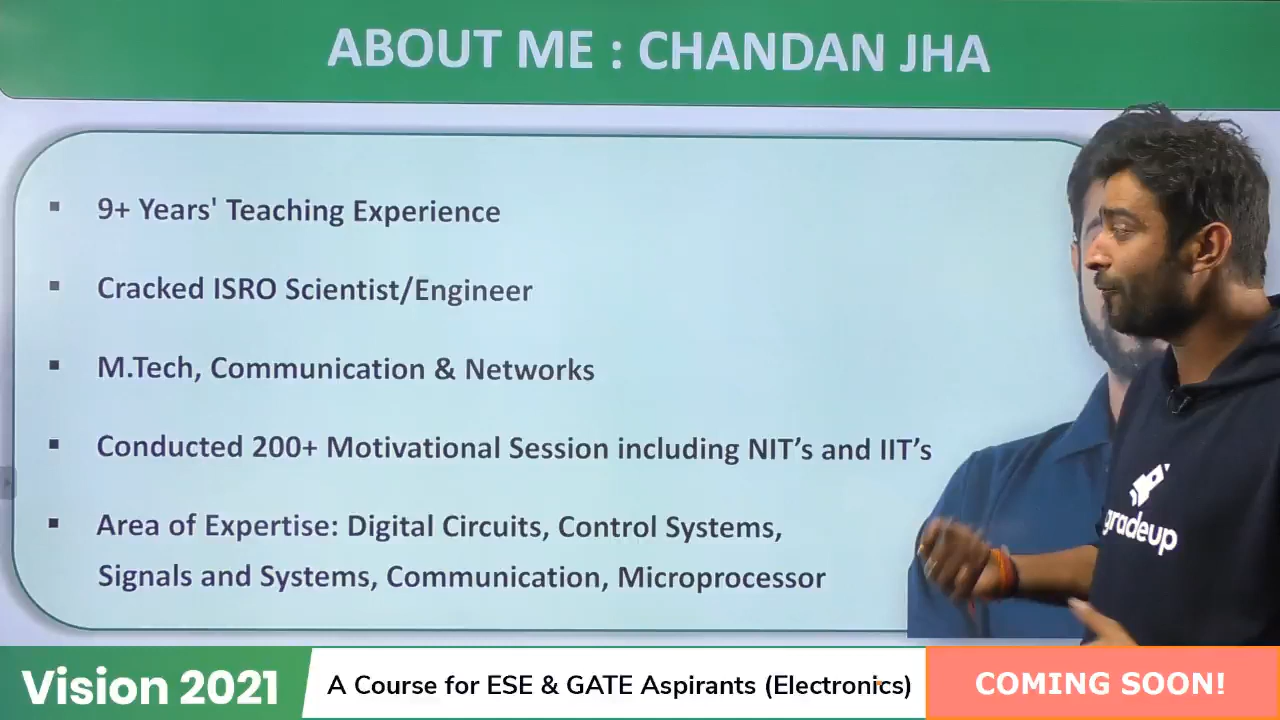 ABOUT ME : CHANDAN JHA
▪ 9+ Years' Teaching Experience
▪ Cracked ISRO Scientist/Engineer
▪ M.Tech, Communication & Networks
▪ Conducted 200+ Motivational Session including NIT’s and IIT’s
▪ Area of Expertise: Digital Circuits, Control Systems,
Signals and Systems, Communication, Microprocessor
gradeup
Vision 2021
A Course for ESE & GATE Aspirants (Electronics)
COMING SOON!